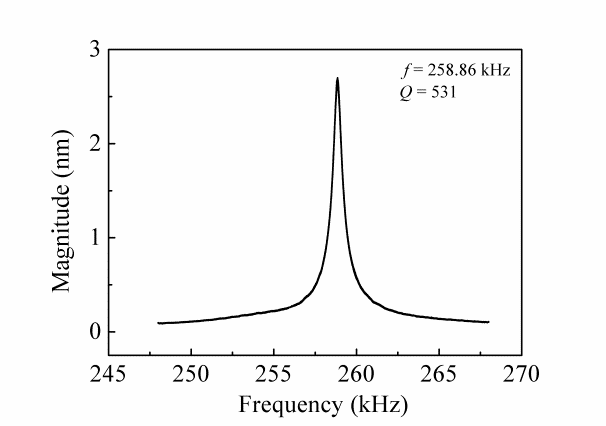 3
f = 258.86 kHz
Q = 531
2
Magnitude (nm)
1
0
245 250 255 260 265 270
Frequency (kHz)